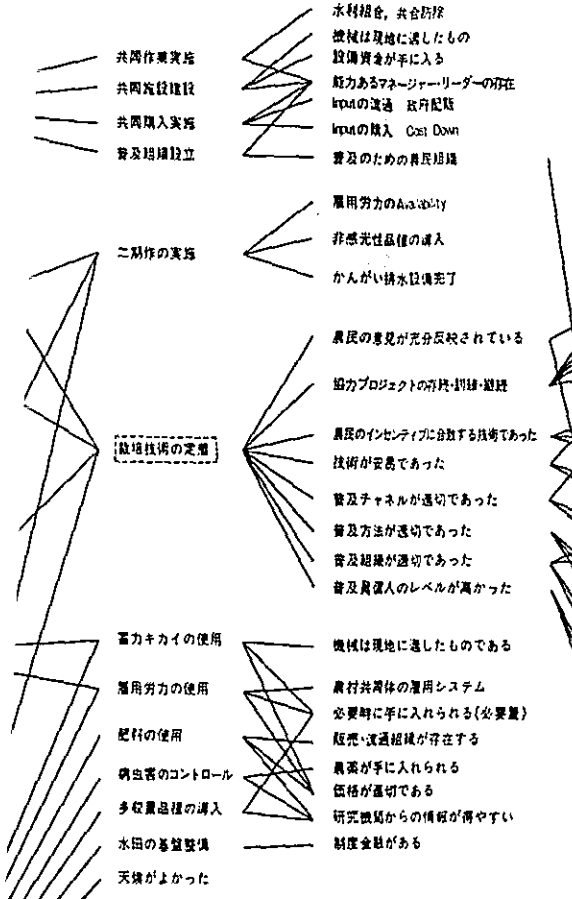 共同作業実施
共同施設建設
共同購入実施
普及組織設立
二期作の実施
栽培技術の定着
畜力キカイの使用
雇用労力の使用
肥料の使用
病虫害のコントロール
多収量品種の導入
水田の基盤整備
天候がよかった
水利組合，共同防除
機械は現地に適したもの
設備資金が手に入る
能力あるマネージャー・リーダーの存在
Inputの流通　政府配販
Inputの購入　Cost Down
普及のための農民組織
雇用労力のAvailability
非感光性品種の導入
かんがい排水設備完了
農民の意見が充分反映されている
協力プロジェクトの存続・訓練・継続
農民のインセンティブに合致する技術であった
技術が安易であった
普及チャネルが適切であった
普及方法が適切であった
普及組織が適切であった
普及員個人のレベルが高かった
機械は現地に適したものである
農村共同体の雇用システム
必要時に手に入れられる(必要量)
販売・流通組織が存在する
農薬が手に入れられる
価格が適切である
研究機関からの情報が得やすい
制度金融がある